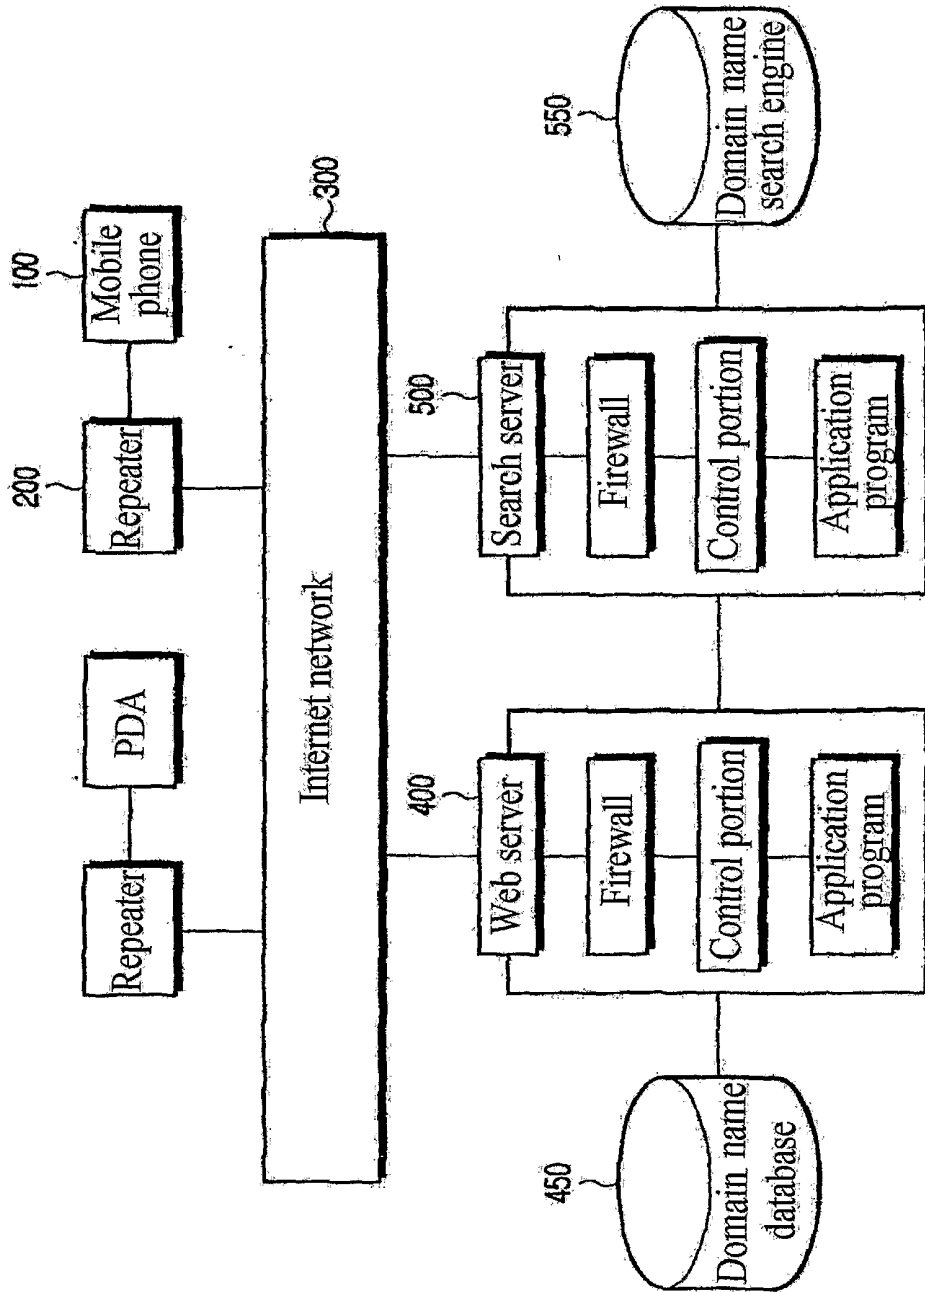 100
200
Repeater
PDA
Repeater
Mobile
phone
300
Internet network
400
500
Web server
Search server
Firewall
Firewall
Control portion
Control portion
Application
program
Application
program
450
550
Domain name
database
Domain name
search engine